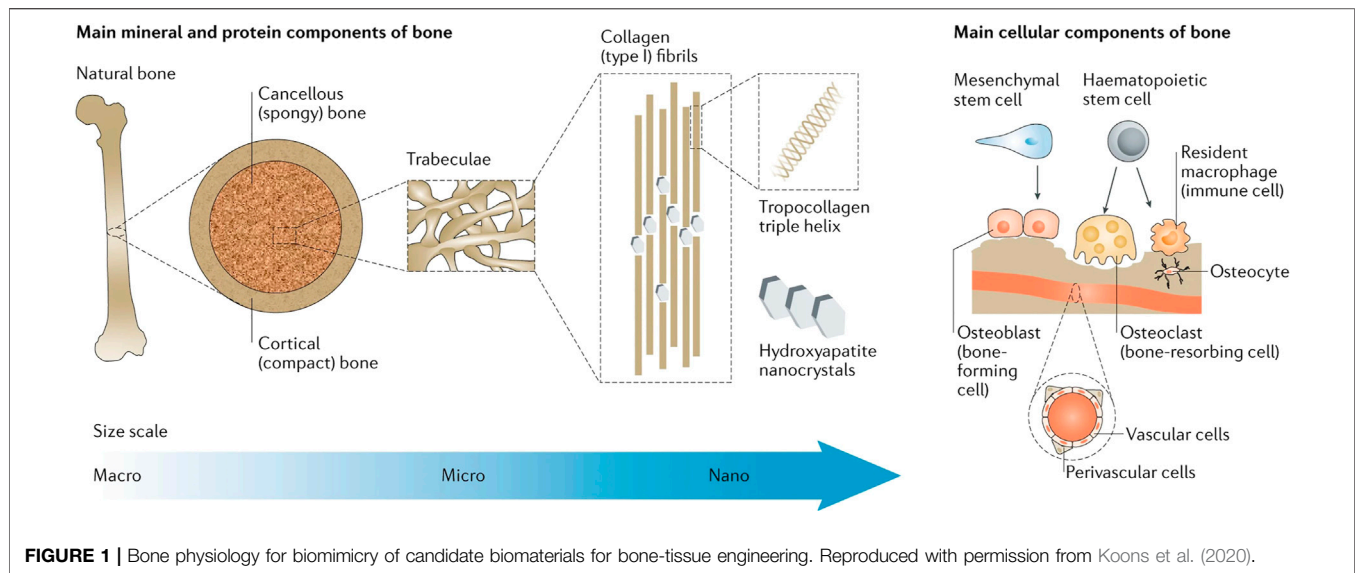 Main mineral and protein components of bone
Natural bone
Cancellous
(spongy) bone
Cortical
(compact) bone
Trabeculae
Collagen
(type I) fibrils
Tropocollagen
triple helix
Hydroxyapatite
nanocrystals
Size scale
Macro
Micro
Nano
Main cellular components of bone
Mesenchymal
stem cell
Haematopoietic
stem cell
Resident
macrophage
(immune cell)
Osteocyte
Osteoblast
(bone-
forming
cell)
Osteoclast
(bone-resorbing cell)
Vascular cells
Perivascular cells
FIGURE 1 | Bone physiology for biomimicry of candidate biomaterials for bone-tissue engineering. Reproduced with permission from Koons et al. (2020).